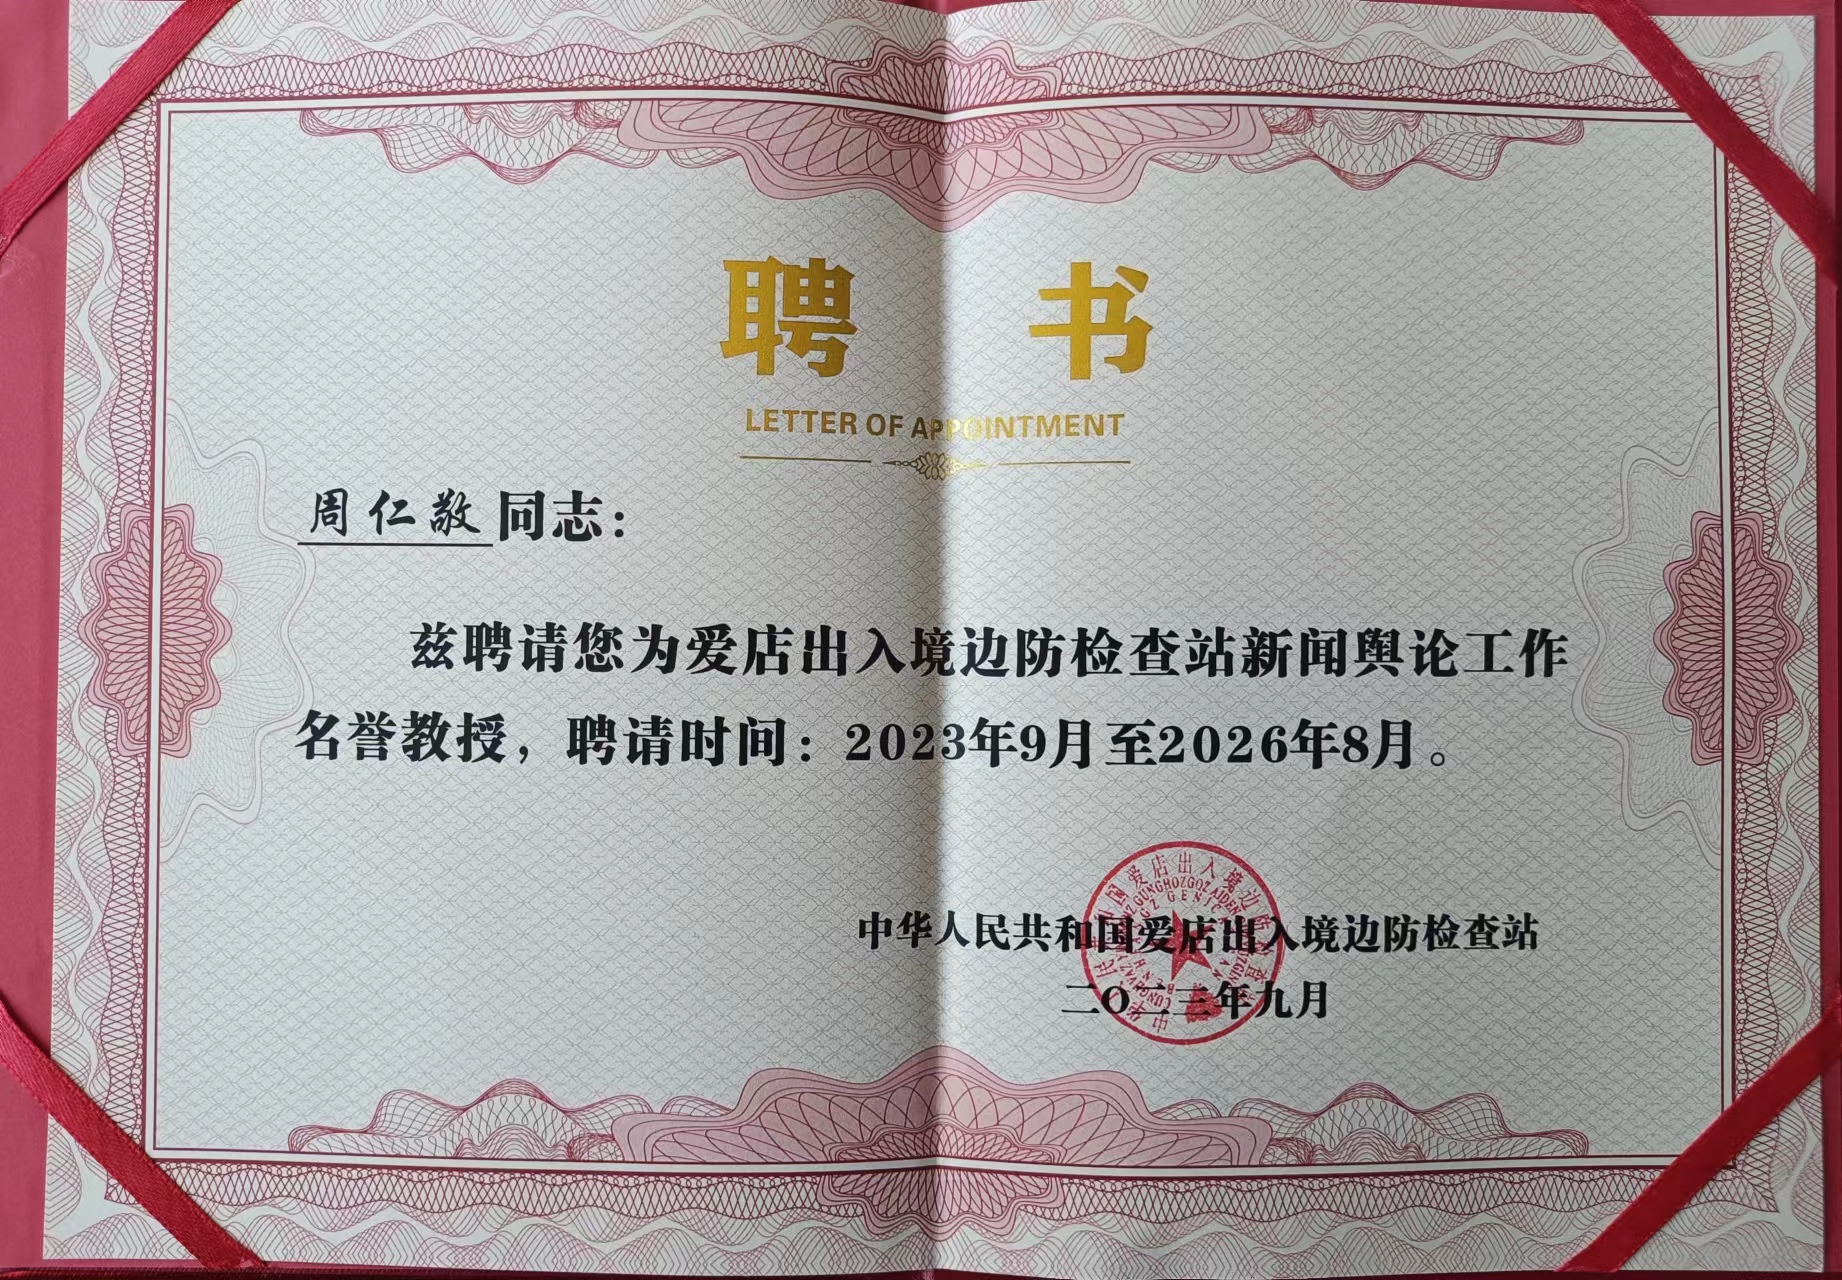 聘 书
LETTER OF APPOINTMENT
周仁敬同志：
兹聘请您为爱店出入境边防检查站新闻舆论工作
名誉教授，聘请时间：2023年9月至2026年8月。
中华人民共和国爱店出入境边防检查站
二〇二三年九月